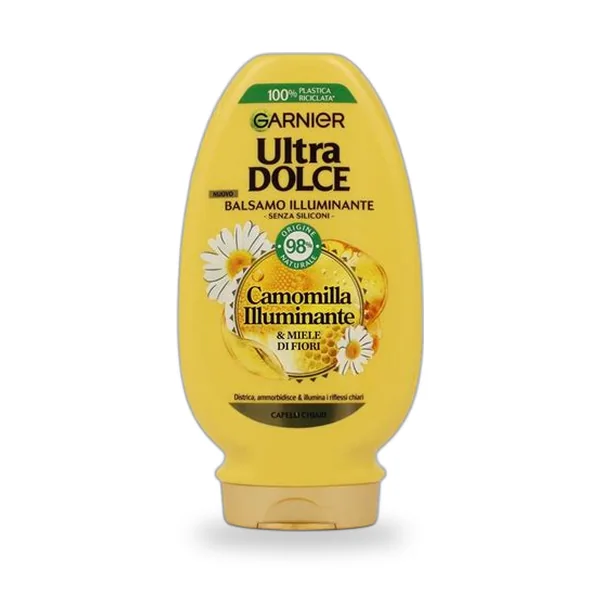 100% PLASTICA
RICICLATA*
GARNIER
Ultra
DOLCE
NUOVO
BALSAMO ILLUMINANTE
- SENZA SILICONI -
ORIGINE
98%
NATURALE
Camomilla
Illuminante
& MIELE
DI FIORI
Districa, ammorbidisce & illumina i riflessi chiari
CAPELLI CHIARI